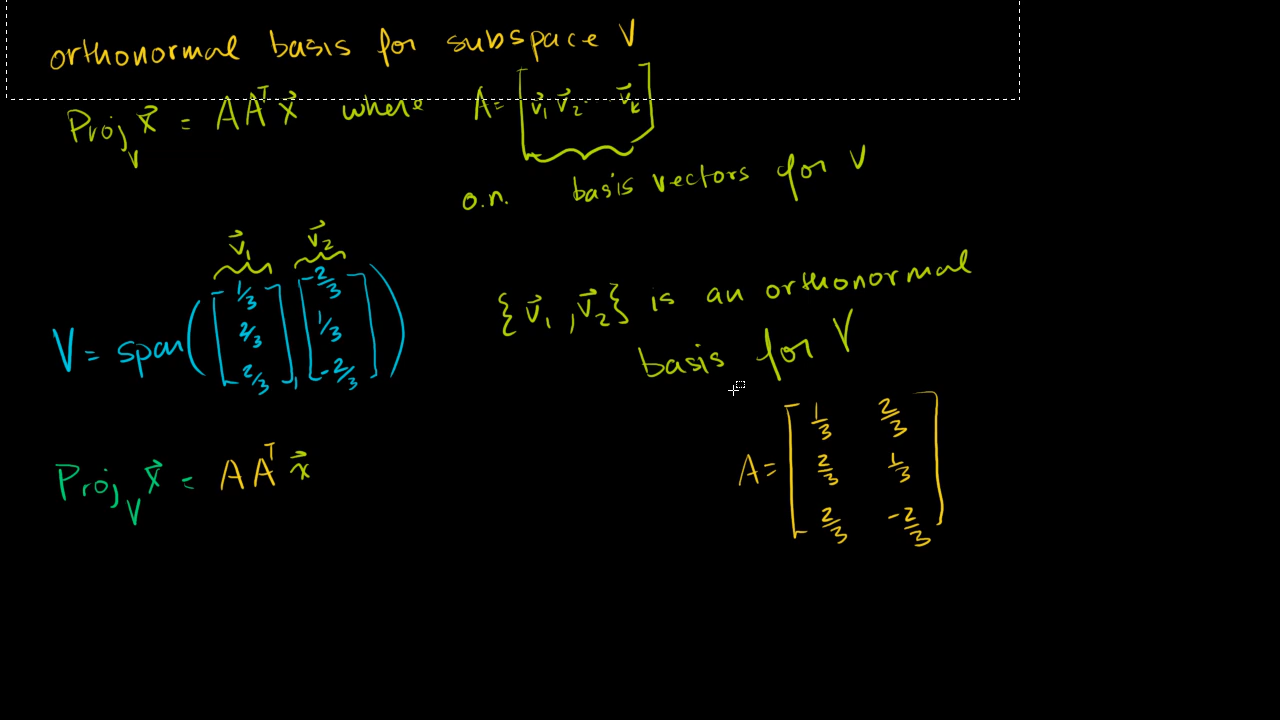 orthonormal basis for subspace V
Proj_V x⃗ = A Aᵀ x⃗ where A = [v⃗₁ v⃗₂ ⋯ v⃗ₖ]
o.n. basis vectors for V
v⃗₁ v⃗₂
V = span([1/3 2/3 2/3], [2/3 1/3 -2/3])
{v⃗₁, v⃗₂} is an orthonormal
basis for V
Proj_V x⃗ = A Aᵀ x⃗
A = [1/3 2/3
2/3 1/3
2/3 -2/3]